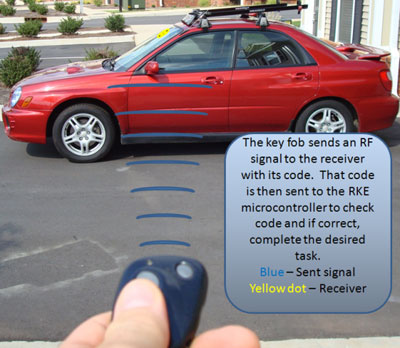 The key fob sends an RF
signal to the receiver
with its code.  That code
is then sent to the RKE
microcontroller to check
code and if correct,
complete the desired
task.
Blue – Sent signal
Yellow dot – Receiver